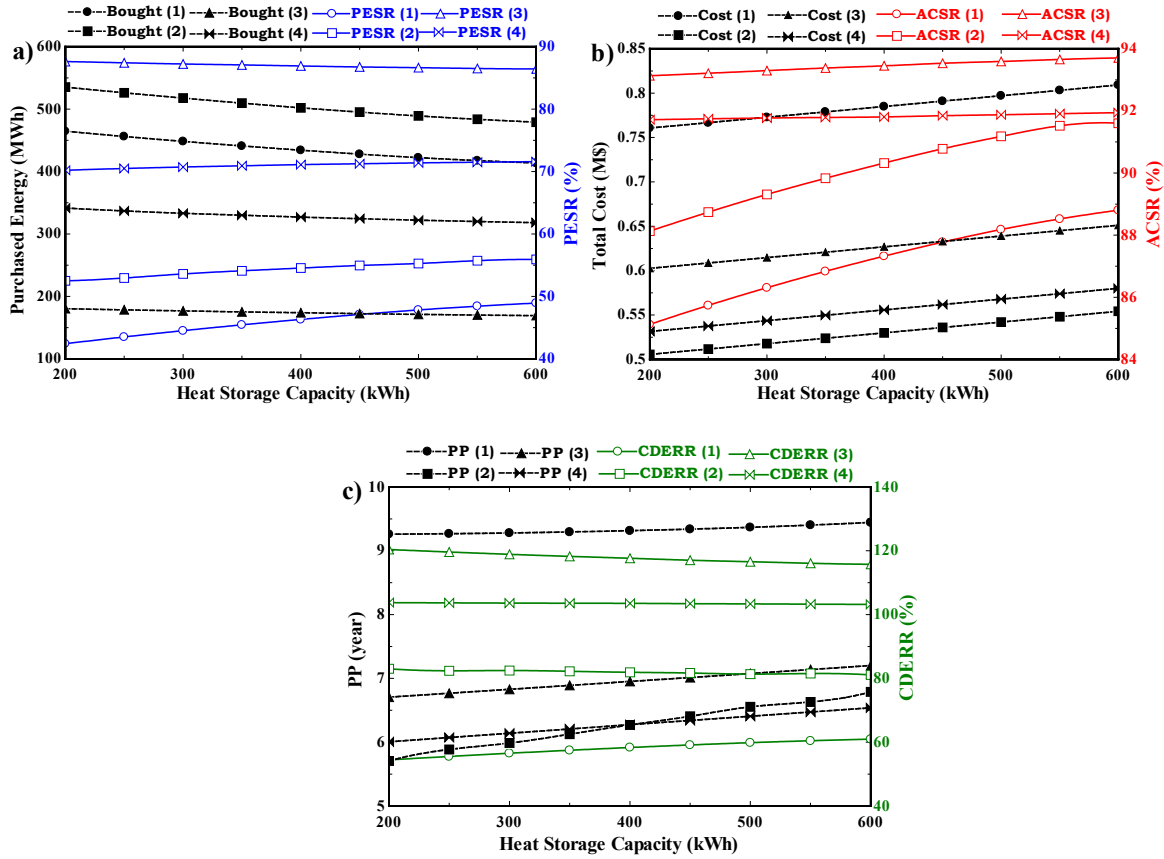 Bought (1) Bought (3) PESR (1) PESR (3)
Bought (2) Bought (4) PESR (2) PESR (4)
a)
600
500
400
300
200
100
Purchased Energy (MWh)
90
80
70
60
50
40
PESR (%)
200 300 400 500 600
Heat Storage Capacity (kWh)
Cost (1) Cost (3) ACSR (1) ACSR (3)
Cost (2) Cost (4) ACSR (2) ACSR (4)
b)
0.85
0.8
0.75
0.7
0.65
0.6
0.55
0.5
Total Cost (M$)
94
92
90
88
86
84
ACSR (%)
200 300 400 500 600
Heat Storage Capacity (kWh)
PP (1) PP (3) CDERR (1) CDERR (3)
PP (2) PP (4) CDERR (2) CDERR (4)
c)
10
9
8
7
6
5
PP (year)
140
120
100
80
60
40
CDERR (%)
200 300 400 500 600
Heat Storage Capacity (kWh)